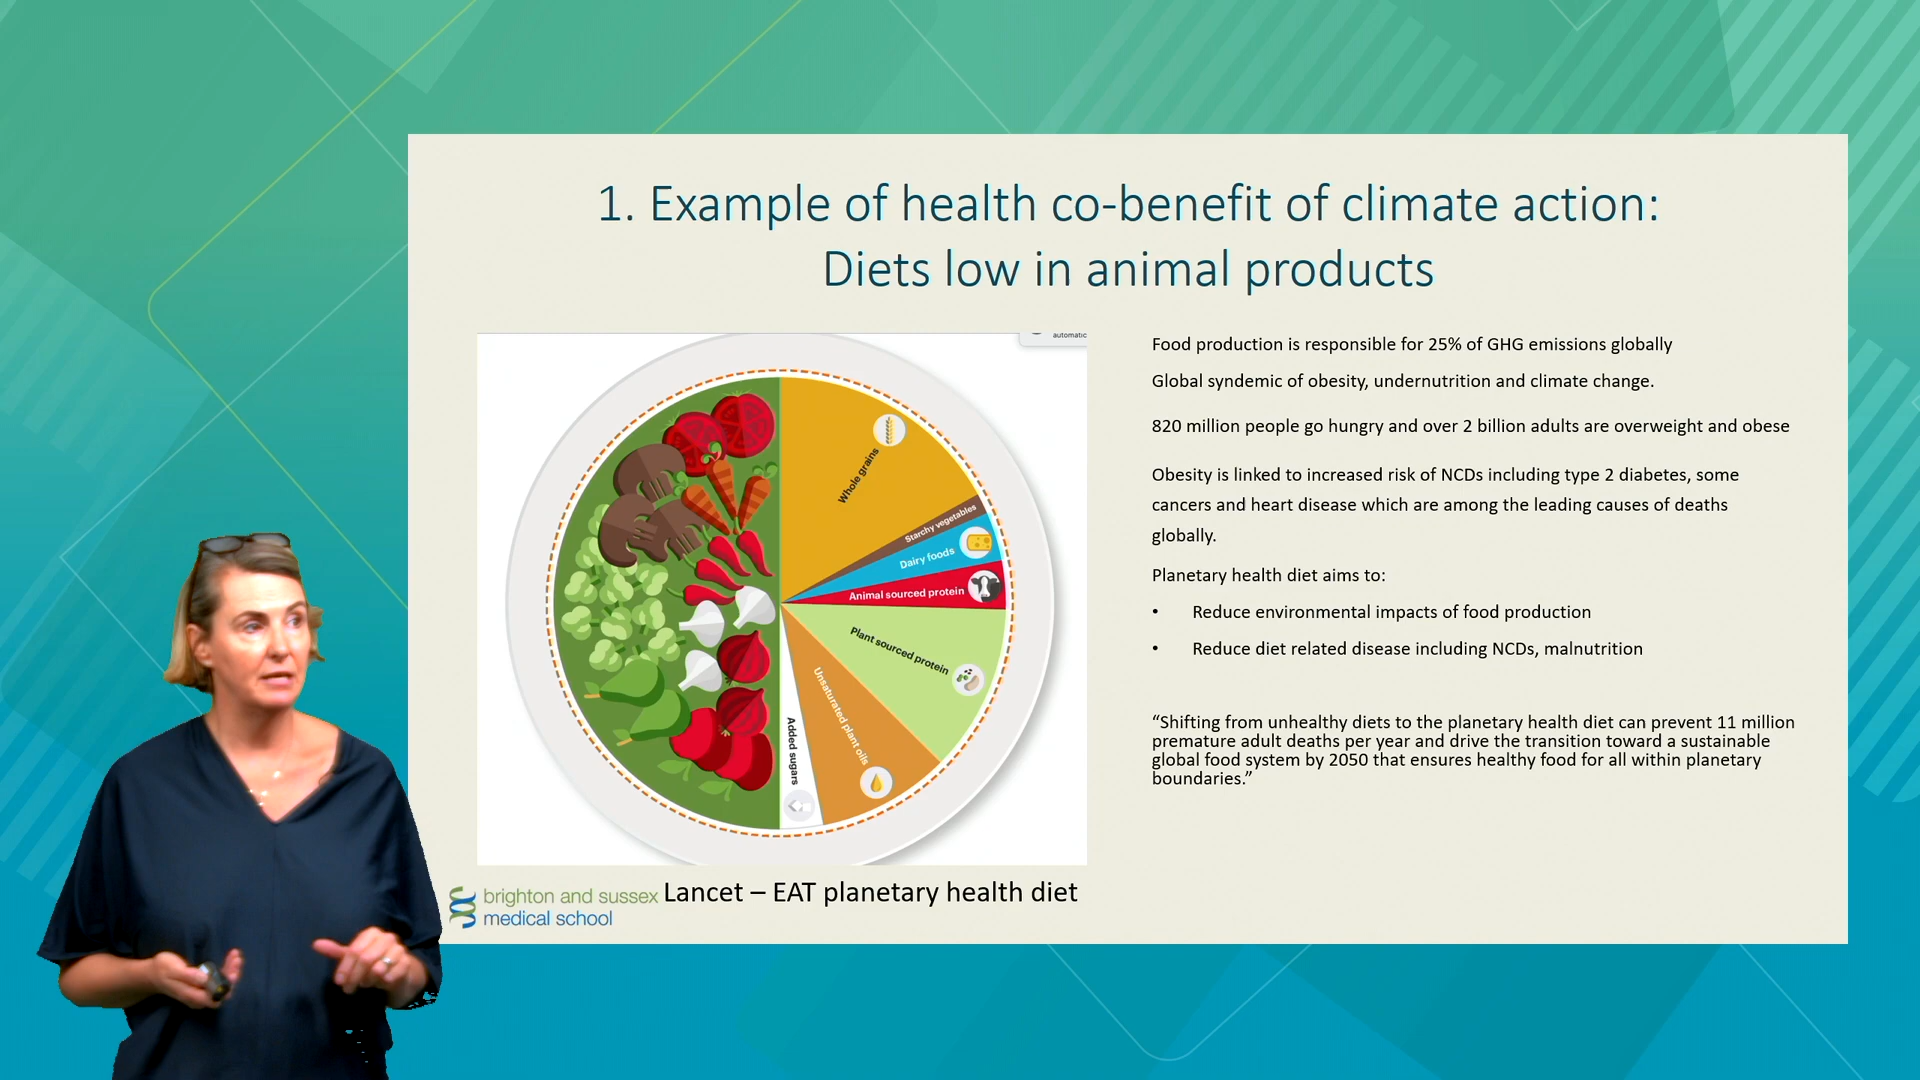 automatic
1. Example of health co-benefit of climate action:
Diets low in animal products
Whole grains
Starchy vegetables
Dairy foods
Animal sourced protein
Plant sourced protein
Unsaturated plant oils
Added sugars
Lancet – EAT planetary health diet
brighton and sussex
medical school
Food production is responsible for 25% of GHG emissions globally
Global syndemic of obesity, undernutrition and climate change.
820 million people go hungry and over 2 billion adults are overweight and obese
Obesity is linked to increased risk of NCDs including type 2 diabetes, some
cancers and heart disease which are among the leading causes of deaths
globally.
Planetary health diet aims to:
• Reduce environmental impacts of food production
• Reduce diet related disease including NCDs, malnutrition
“Shifting from unhealthy diets to the planetary health diet can prevent 11 million
premature adult deaths per year and drive the transition toward a sustainable
global food system by 2050 that ensures healthy food for all within planetary
boundaries.”